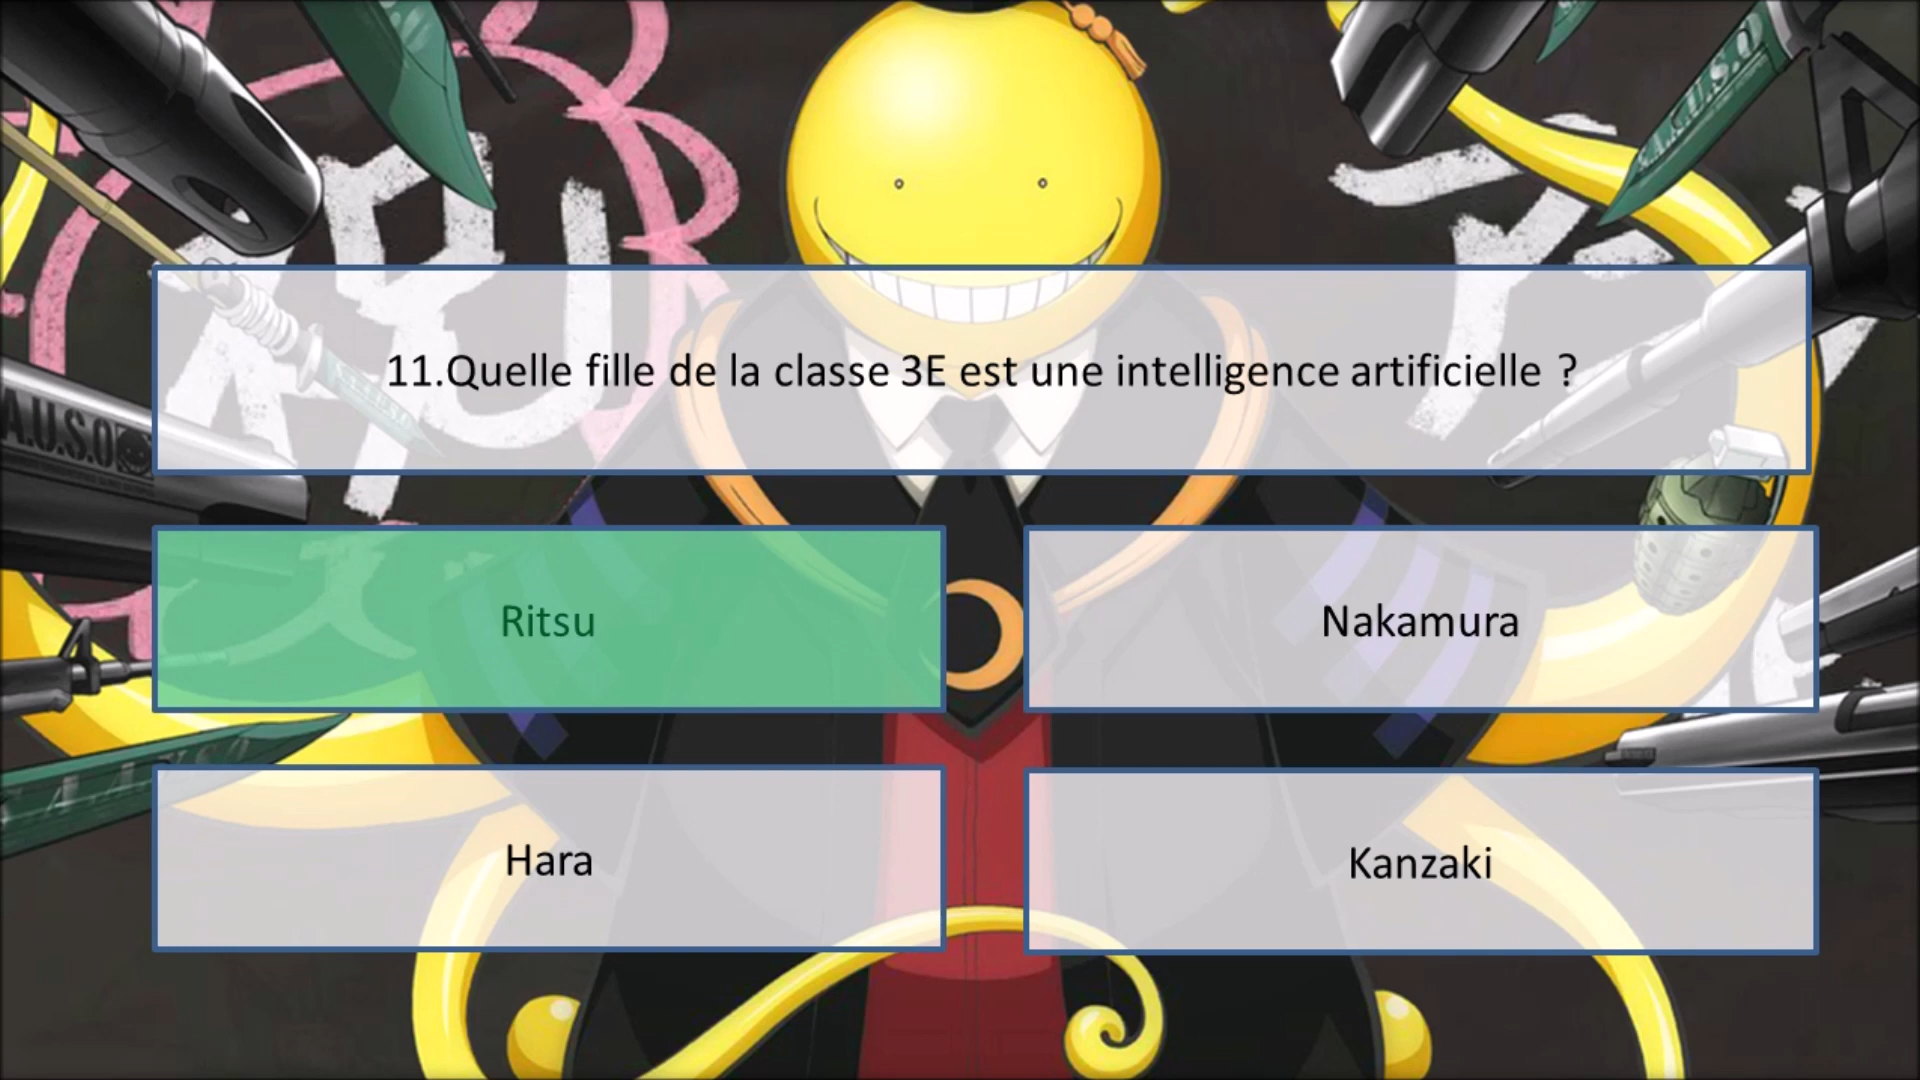 11.Quelle fille de la classe 3E est une intelligence artificielle ?
Ritsu
Nakamura
Hara
Kanzaki
A.U.S.O